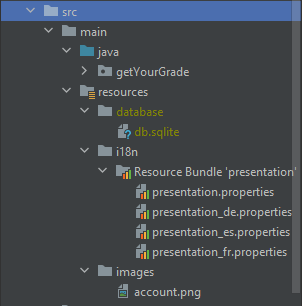 src
main
java
getYourGrade
resources
database
db.sqlite
i18n
Resource Bundle 'presentation'
presentation.properties
presentation_de.properties
presentation_es.properties
presentation_fr.properties
images
account.png